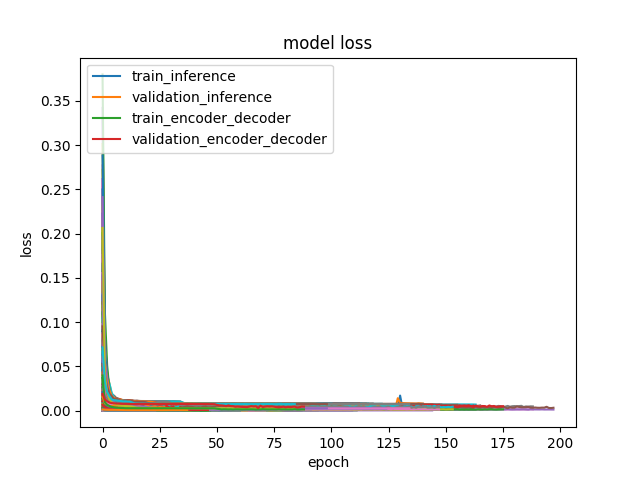 model loss
train_inference
validation_inference
train_encoder_decoder
validation_encoder_decoder
0.35
0.30
0.25
0.20
0.15
0.10
0.05
0.00
loss
0 25 50 75 100 125 150 175 200
epoch